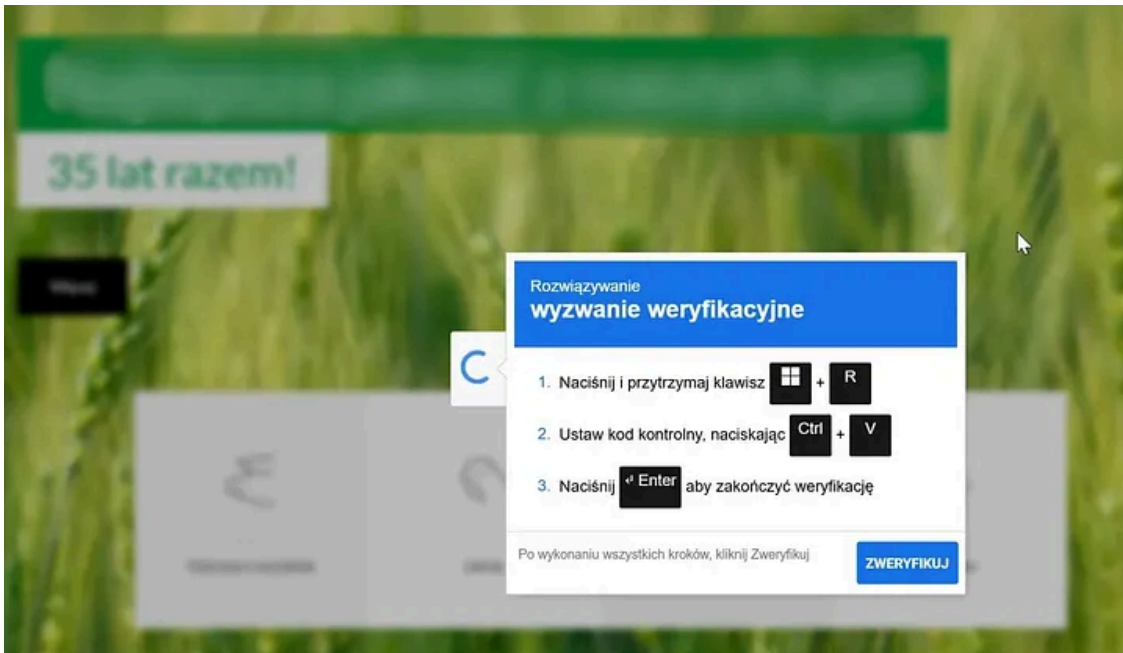 35 lat razem!
Rozwiązywanie
wyzwanie weryfikacyjne
1. Naciśnij i przytrzymaj klawisz + R
2. Ustaw kod kontrolny, naciskając Ctrl + V
3. Naciśnij ↵ Enter aby zakończyć weryfikację
Po wykonaniu wszystkich kroków, kliknij Zweryfikuj
ZWERYFIKUJ